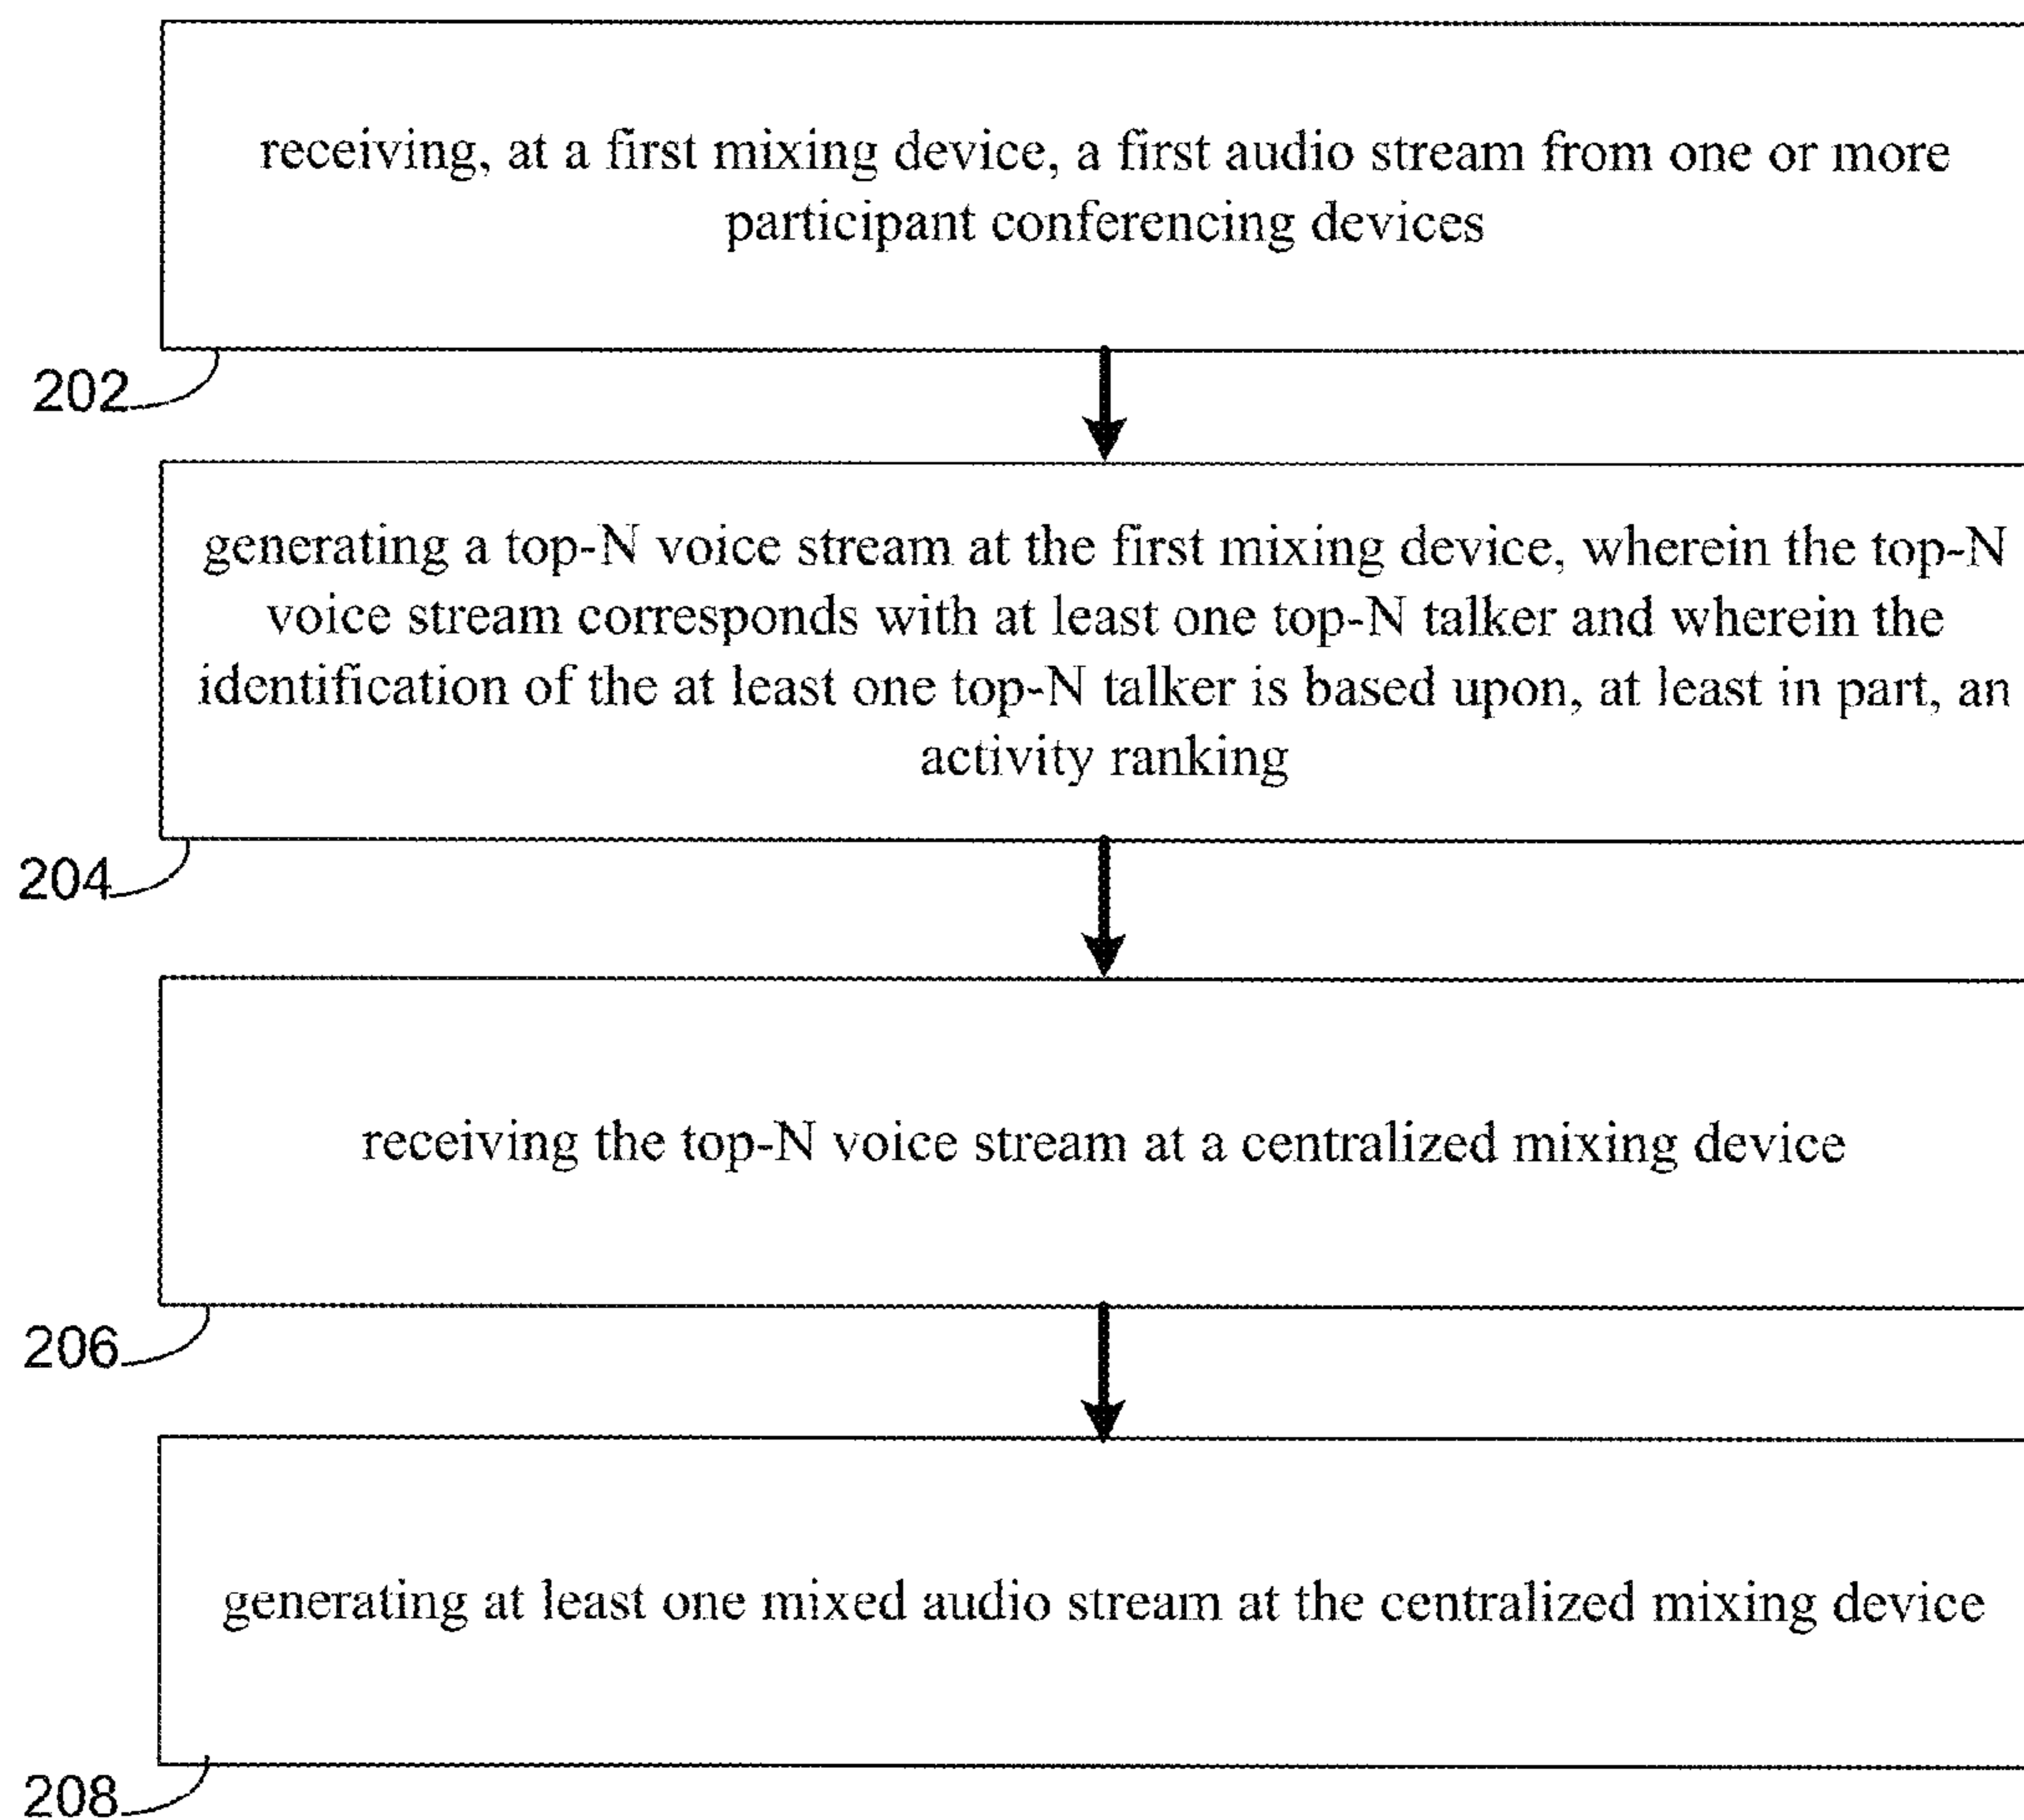 receiving, at a first mixing device, a first audio stream from one or more
participant conferencing devices
202
generating a top-N voice stream at the first mixing device, wherein the top-N
voice stream corresponds with at least one top-N talker and wherein the
identification of the at least one top-N talker is based upon, at least in part, an
activity ranking
204
receiving the top-N voice stream at a centralized mixing device
206
generating at least one mixed audio stream at the centralized mixing device
208